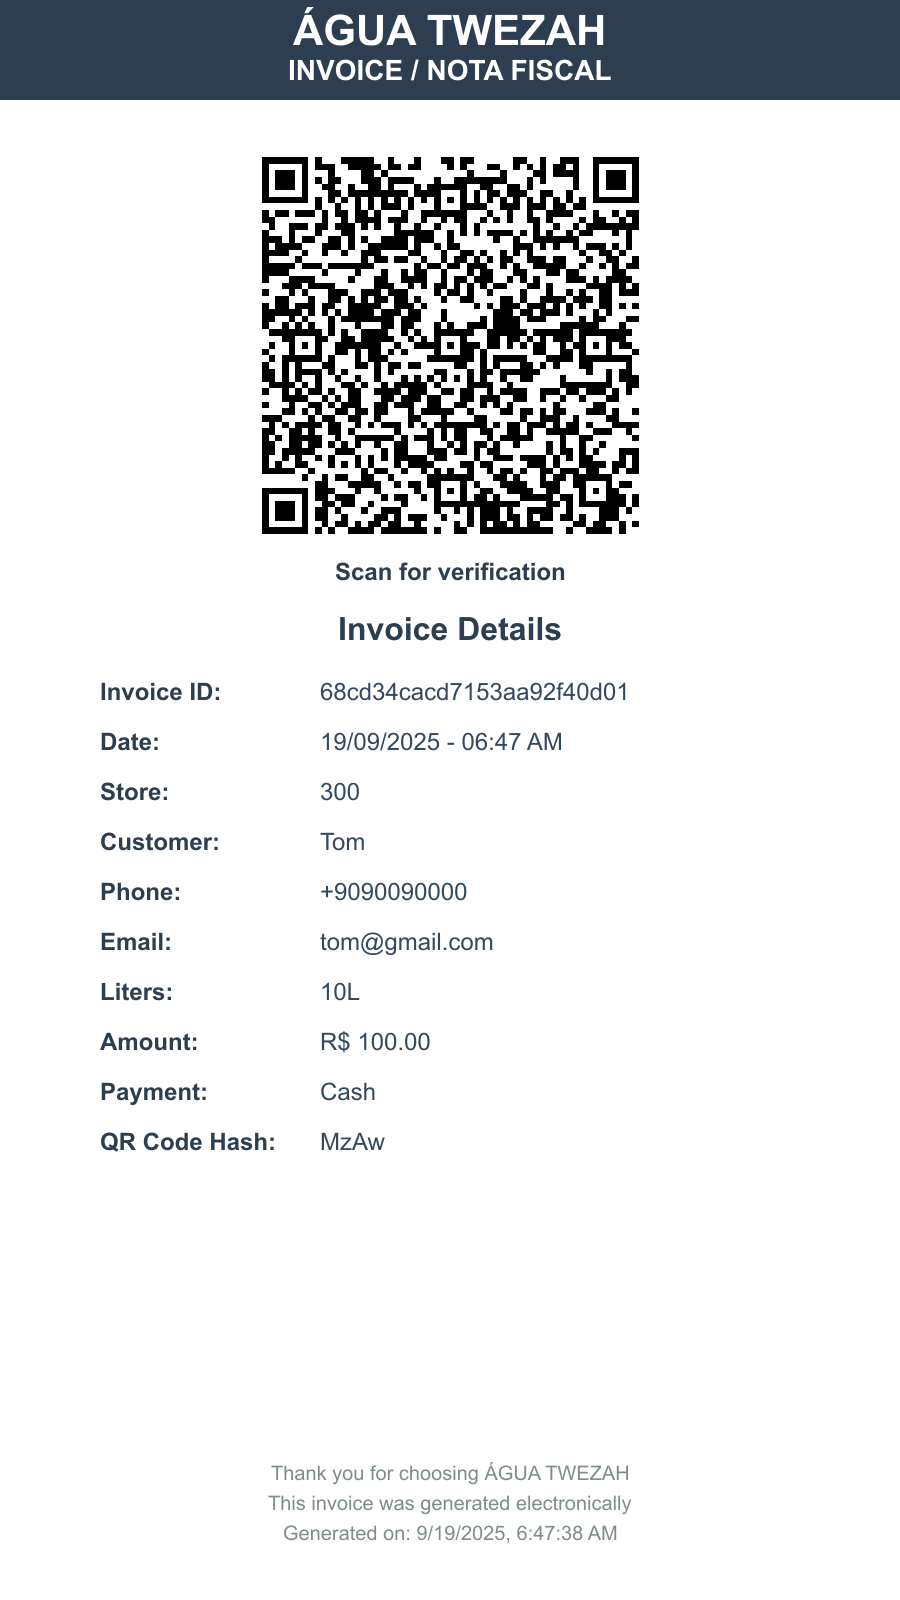 ÁGUA TWEZAH
INVOICE / NOTA FISCAL
Scan for verification
Invoice Details
Invoice ID: 68cd34cacd7153aa92f40d01
Date: 19/09/2025 - 06:47 AM
Store: 300
Customer: Tom
Phone: +9090090000
Email: tom@gmail.com
Liters: 10L
Amount: R$ 100.00
Payment: Cash
QR Code Hash: MzAw
Thank you for choosing ÁGUA TWEZAH
This invoice was generated electronically
Generated on: 9/19/2025, 6:47:38 AM